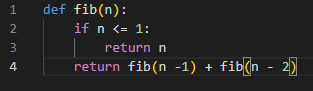 1 def fib(n):
2     if n <= 1:
3         return n
4     return fib(n -1) + fib(n - 2)